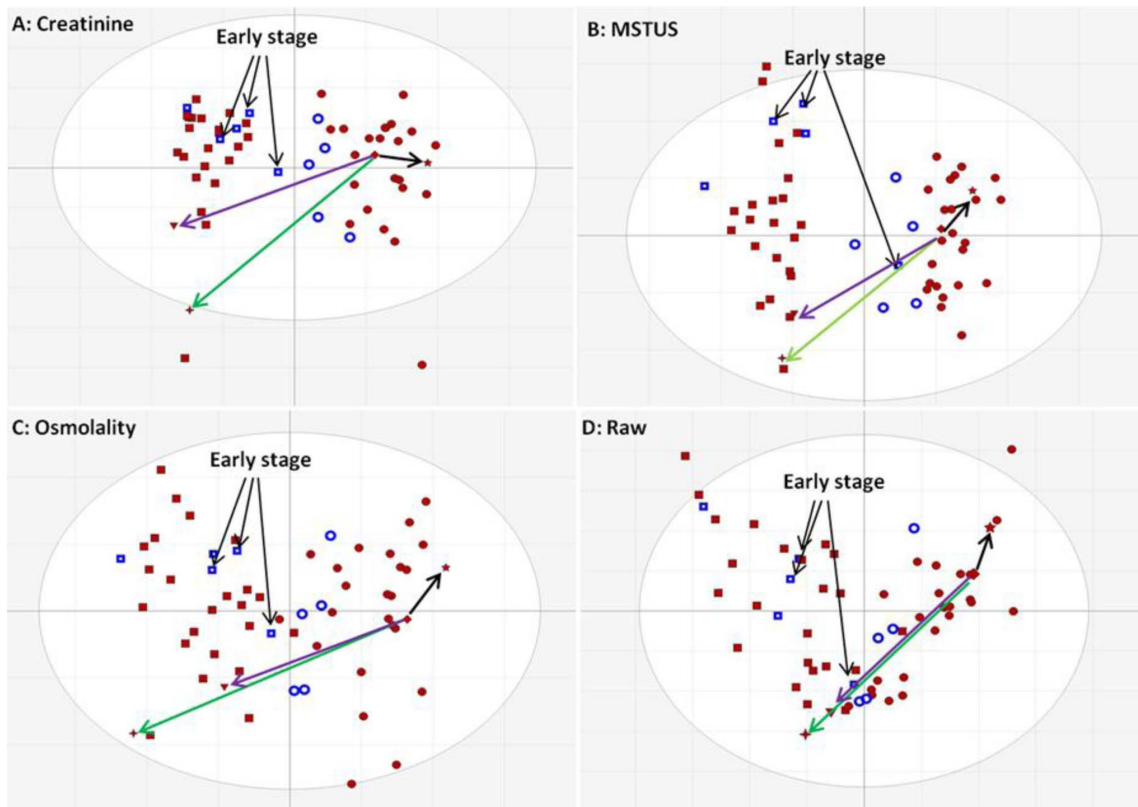 A: Creatinine
Early stage
B: MSTUS
Early stage
C: Osmolality
Early stage
D: Raw
Early stage